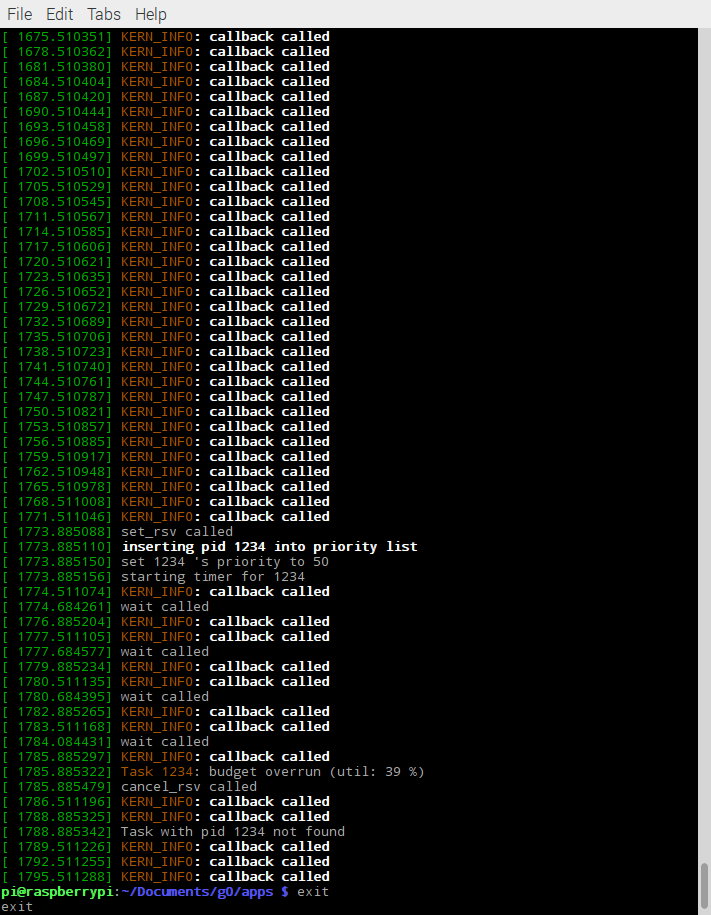 File Edit Tabs Help
[ 1675.510351] KERN_INFO: callback called
[ 1678.510362] KERN_INFO: callback called
[ 1681.510380] KERN_INFO: callback called
[ 1684.510404] KERN_INFO: callback called
[ 1687.510420] KERN_INFO: callback called
[ 1690.510444] KERN_INFO: callback called
[ 1693.510458] KERN_INFO: callback called
[ 1696.510469] KERN_INFO: callback called
[ 1699.510497] KERN_INFO: callback called
[ 1702.510510] KERN_INFO: callback called
[ 1705.510529] KERN_INFO: callback called
[ 1708.510545] KERN_INFO: callback called
[ 1711.510567] KERN_INFO: callback called
[ 1714.510585] KERN_INFO: callback called
[ 1717.510606] KERN_INFO: callback called
[ 1720.510621] KERN_INFO: callback called
[ 1723.510635] KERN_INFO: callback called
[ 1726.510652] KERN_INFO: callback called
[ 1729.510672] KERN_INFO: callback called
[ 1732.510689] KERN_INFO: callback called
[ 1735.510706] KERN_INFO: callback called
[ 1738.510723] KERN_INFO: callback called
[ 1741.510740] KERN_INFO: callback called
[ 1744.510761] KERN_INFO: callback called
[ 1747.510787] KERN_INFO: callback called
[ 1750.510821] KERN_INFO: callback called
[ 1753.510857] KERN_INFO: callback called
[ 1756.510885] KERN_INFO: callback called
[ 1759.510917] KERN_INFO: callback called
[ 1762.510948] KERN_INFO: callback called
[ 1765.510978] KERN_INFO: callback called
[ 1768.511008] KERN_INFO: callback called
[ 1771.511046] KERN_INFO: callback called
[ 1773.885088] set_rsv called
[ 1773.885110] inserting pid 1234 into priority list
[ 1773.885150] set 1234 's priority to 50
[ 1773.885156] starting timer for 1234
[ 1774.511074] KERN_INFO: callback called
[ 1774.684261] wait called
[ 1776.885204] KERN_INFO: callback called
[ 1777.511105] KERN_INFO: callback called
[ 1777.684577] wait called
[ 1779.885234] KERN_INFO: callback called
[ 1780.511135] KERN_INFO: callback called
[ 1780.684395] wait called
[ 1782.885265] KERN_INFO: callback called
[ 1783.511168] KERN_INFO: callback called
[ 1784.084431] wait called
[ 1785.885297] KERN_INFO: callback called
[ 1785.885322] Task 1234: budget overrun (util: 39 %)
[ 1785.885479] cancel_rsv called
[ 1786.511196] KERN_INFO: callback called
[ 1788.885325] KERN_INFO: callback called
[ 1788.885342] Task with pid 1234 not found
[ 1789.511226] KERN_INFO: callback called
[ 1792.511255] KERN_INFO: callback called
[ 1795.511288] KERN_INFO: callback called
pi@raspberrypi:~/Documents/g0/apps $ exit
exit